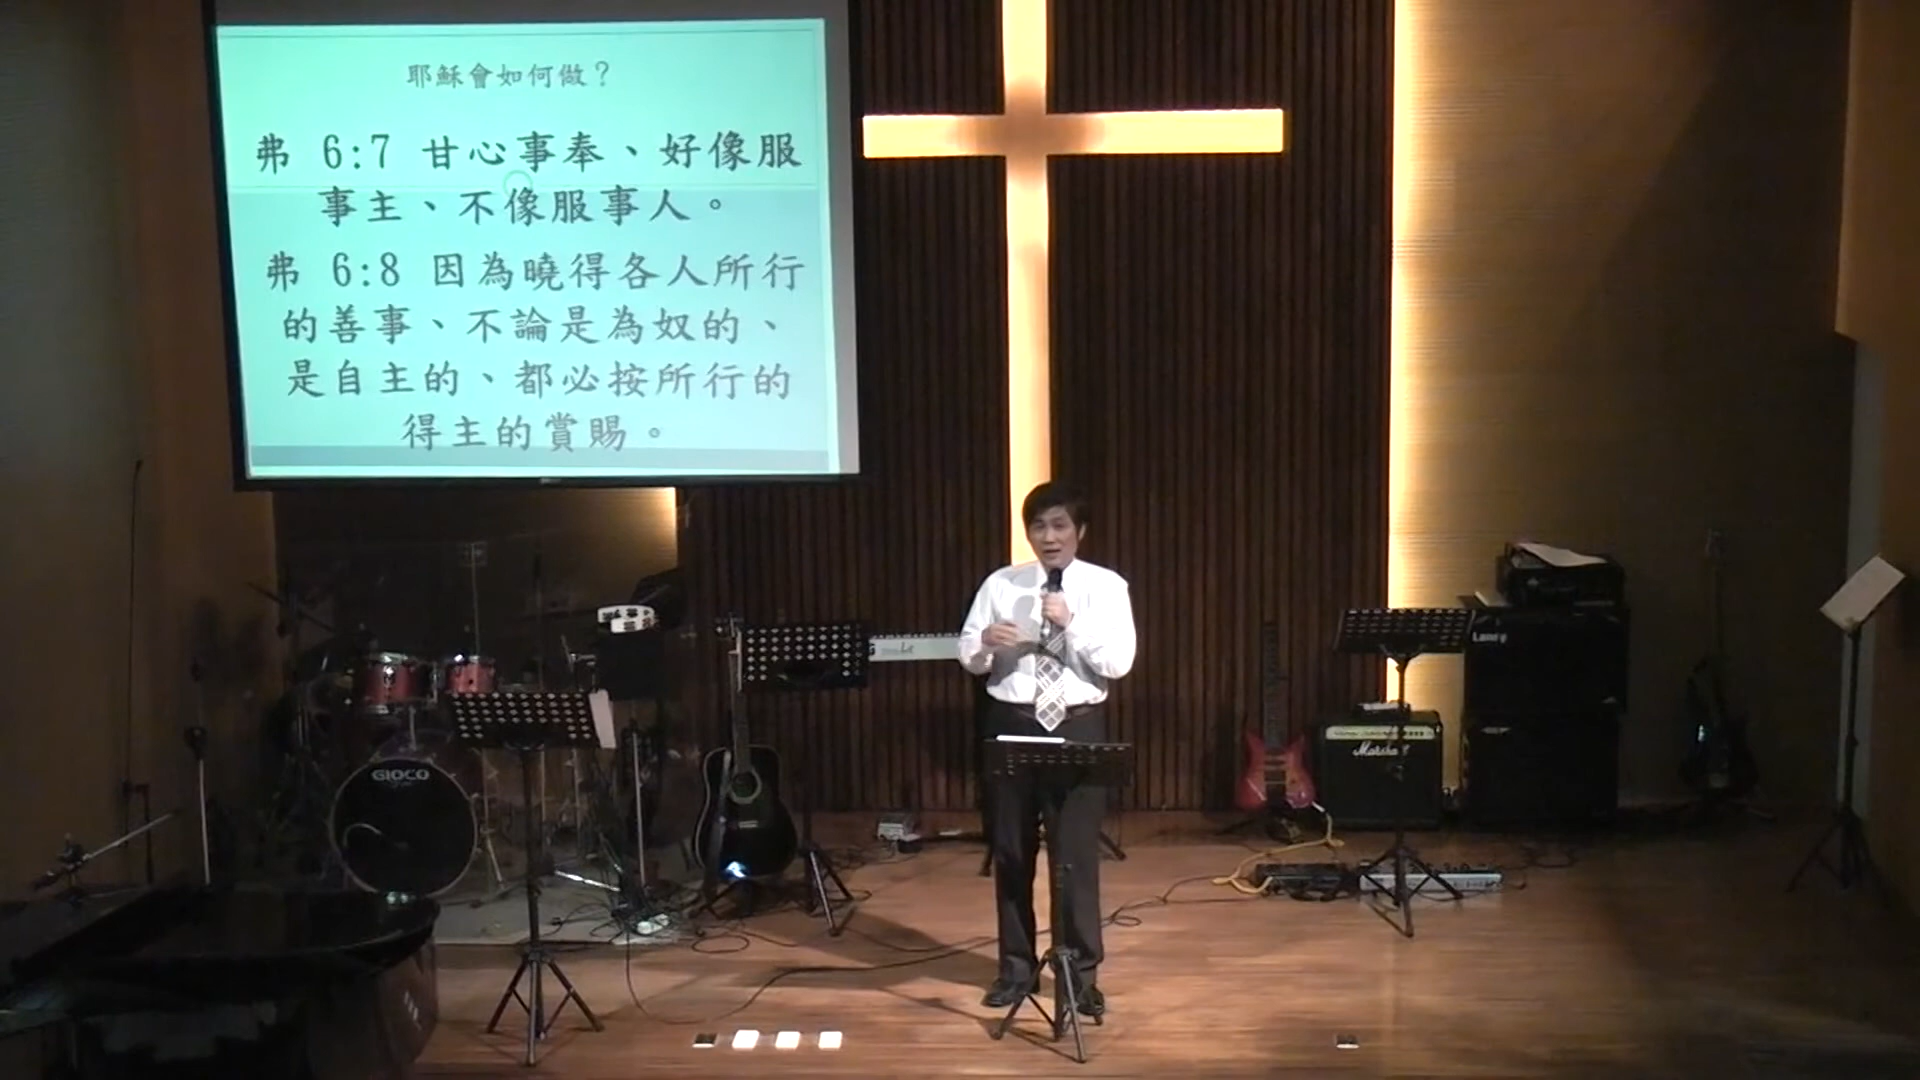 耶穌會如何做？
弗 6:7 甘心事奉、好像服
事主、不像服事人。
弗 6:8 因為曉得各人所行
的善事、不論是為奴的、
是自主的、都必按所行的
得主的賞賜。
GIOCO
Laney
Marshall